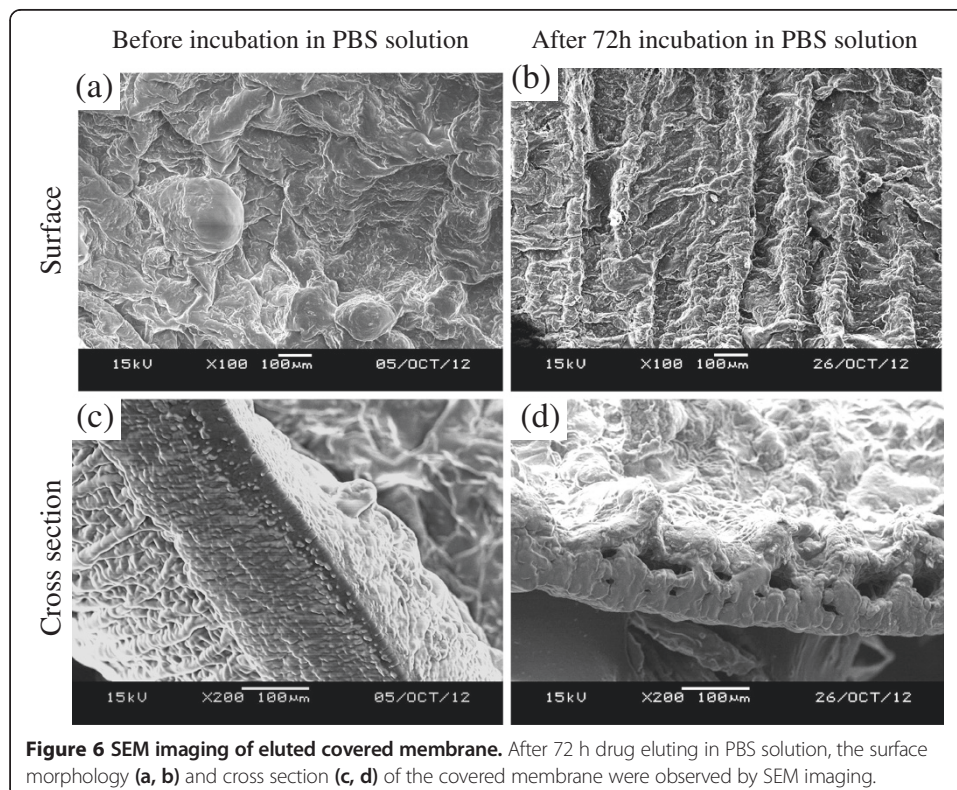 Before incubation in PBS solution
After 72h incubation in PBS solution
Surface
(a)
15kV X100 100µm 05/OCT/12
(b)
15kV X100 100µm 26/OCT/12
Cross section
(c)
15kV X200 100µm 05/OCT/12
(d)
15kV X200 100µm 26/OCT/12
Figure 6 SEM imaging of eluted covered membrane. After 72 h drug eluting in PBS solution, the surface
morphology (a, b) and cross section (c, d) of the covered membrane were observed by SEM imaging.